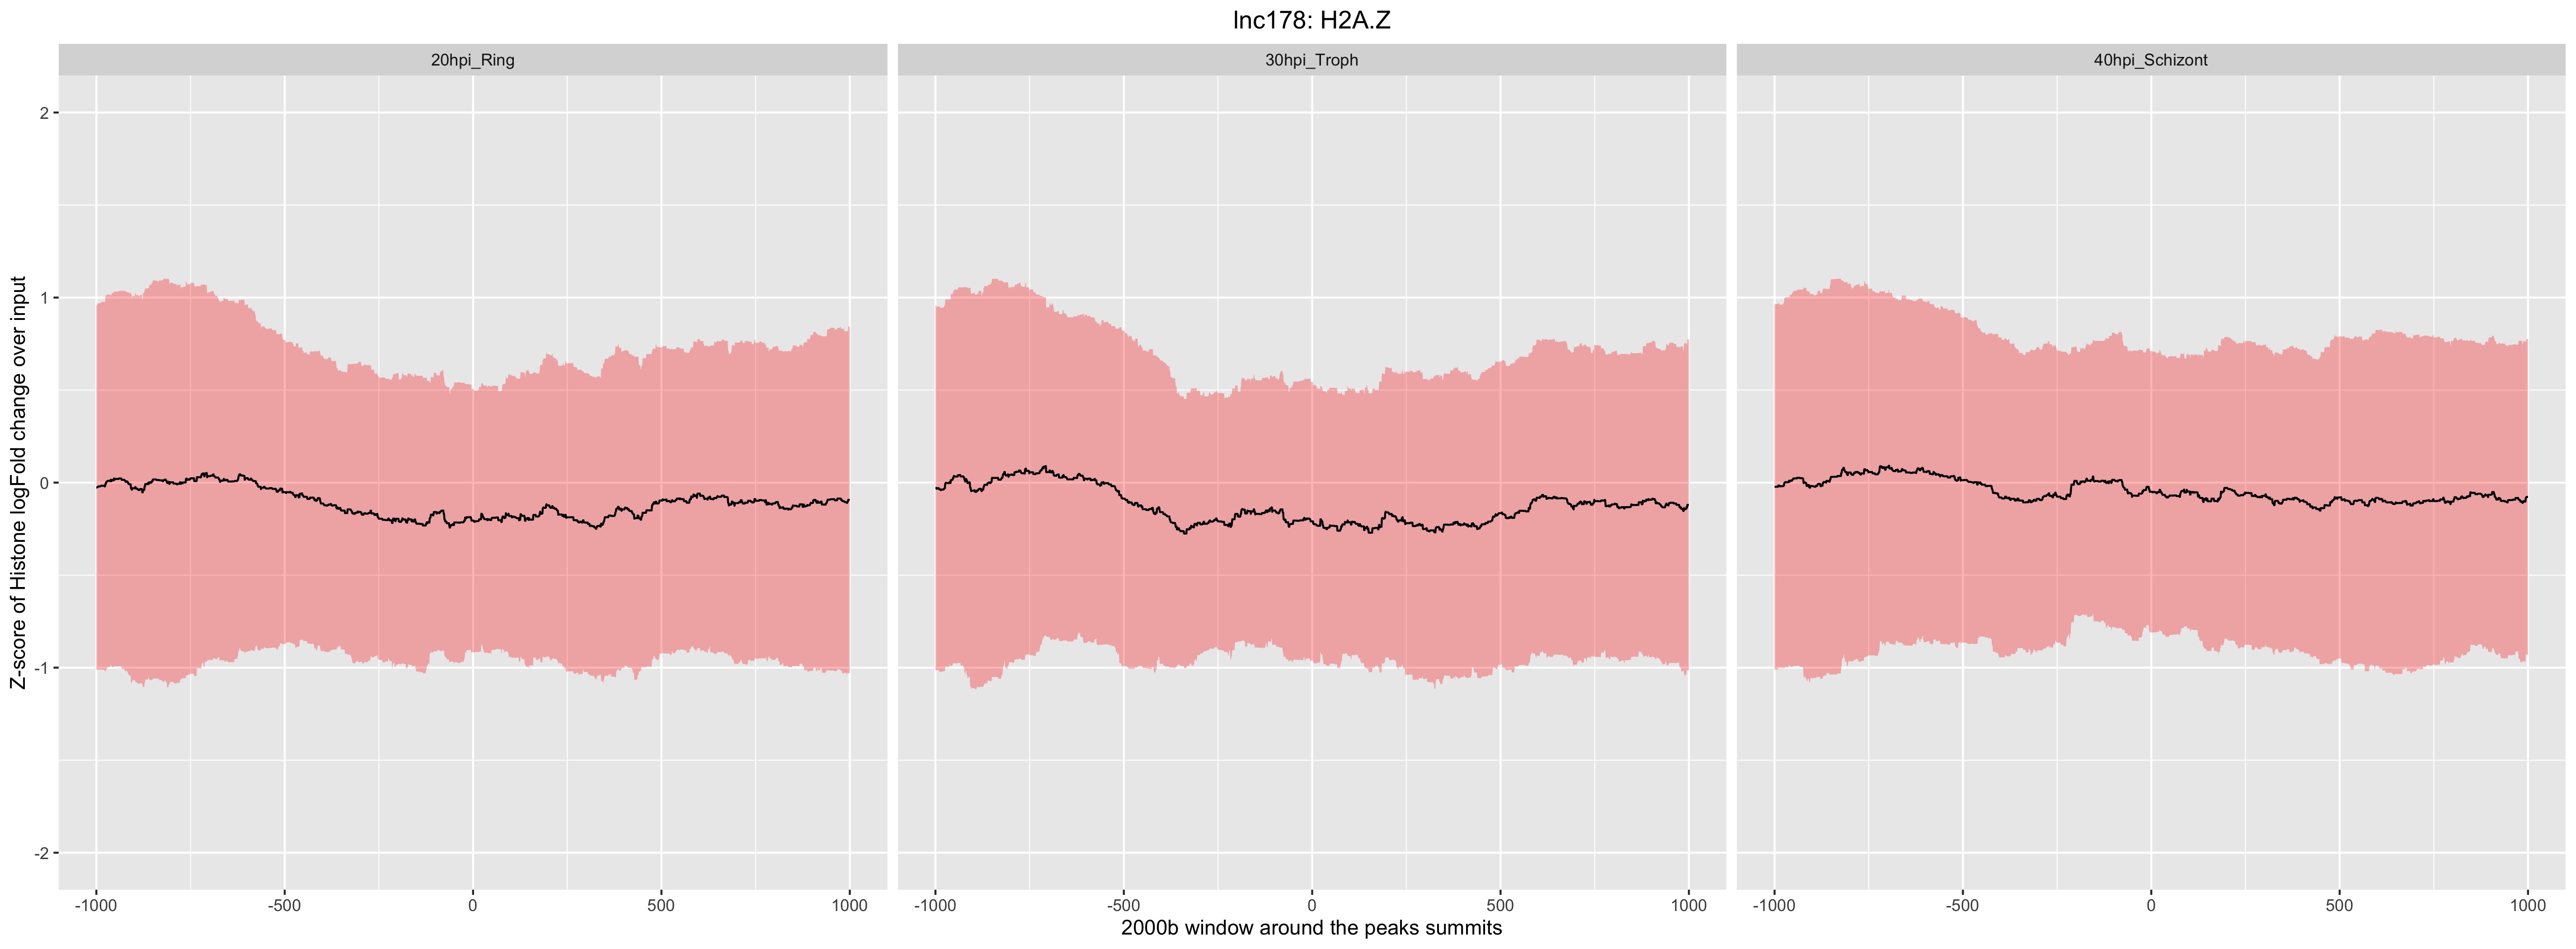 lnc178: H2A.Z
20hpi_Ring
30hpi_Troph
40hpi_Schizont
Z-score of Histone logFold change over input
2
1
0
-1
-2
-1000 -500 0 500 1000
-1000 -500 0 500 1000
-1000 -500 0 500 1000
2000b window around the peaks summits